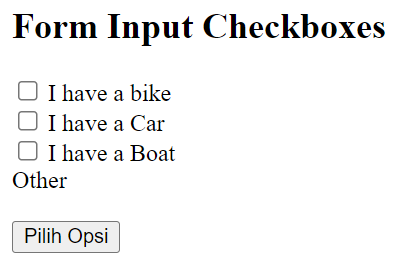 Form Input Checkboxes
I have a bike
I have a Car
I have a Boat
Other
Pilih Opsi